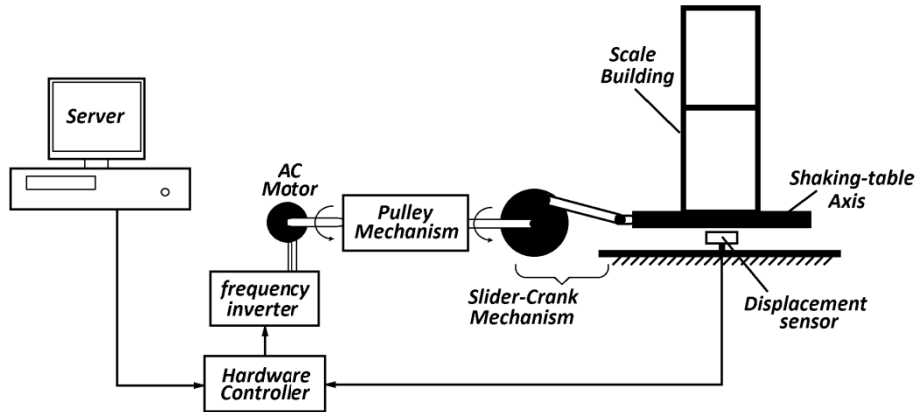 Server
AC
Motor
Pulley
Mechanism
frequency
inverter
Hardware
Controller
Slider-Crank
Mechanism
Scale
Building
Shaking-table
Axis
Displacement
sensor